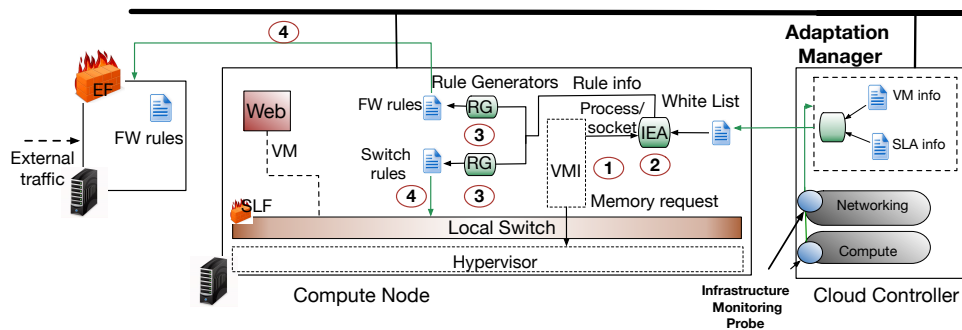 4
EF
FW rules
External
traffic
Web
VM
FW rules
Rule Generators
RG
3
Switch
rules
RG
4
3
Rule info
Process/
socket
White List
IEA
1
2
VMI
Memory request
SLF
Local Switch
Hypervisor
Compute Node
Adaptation
Manager
VM info
SLA info
Networking
Compute
Infrastructure
Monitoring
Probe
Cloud Controller